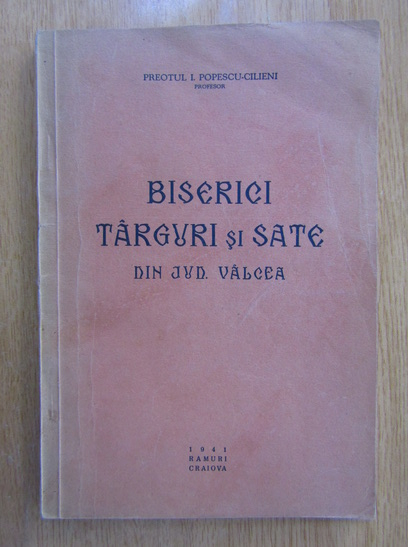 PREOTUL I. POPESCU-CILIENI
PROFESOR
BISERICI
TÂRGURI ŞI SATE
DIN JUD. VÂLCEA
1941
RAMURI
CRAIOVA